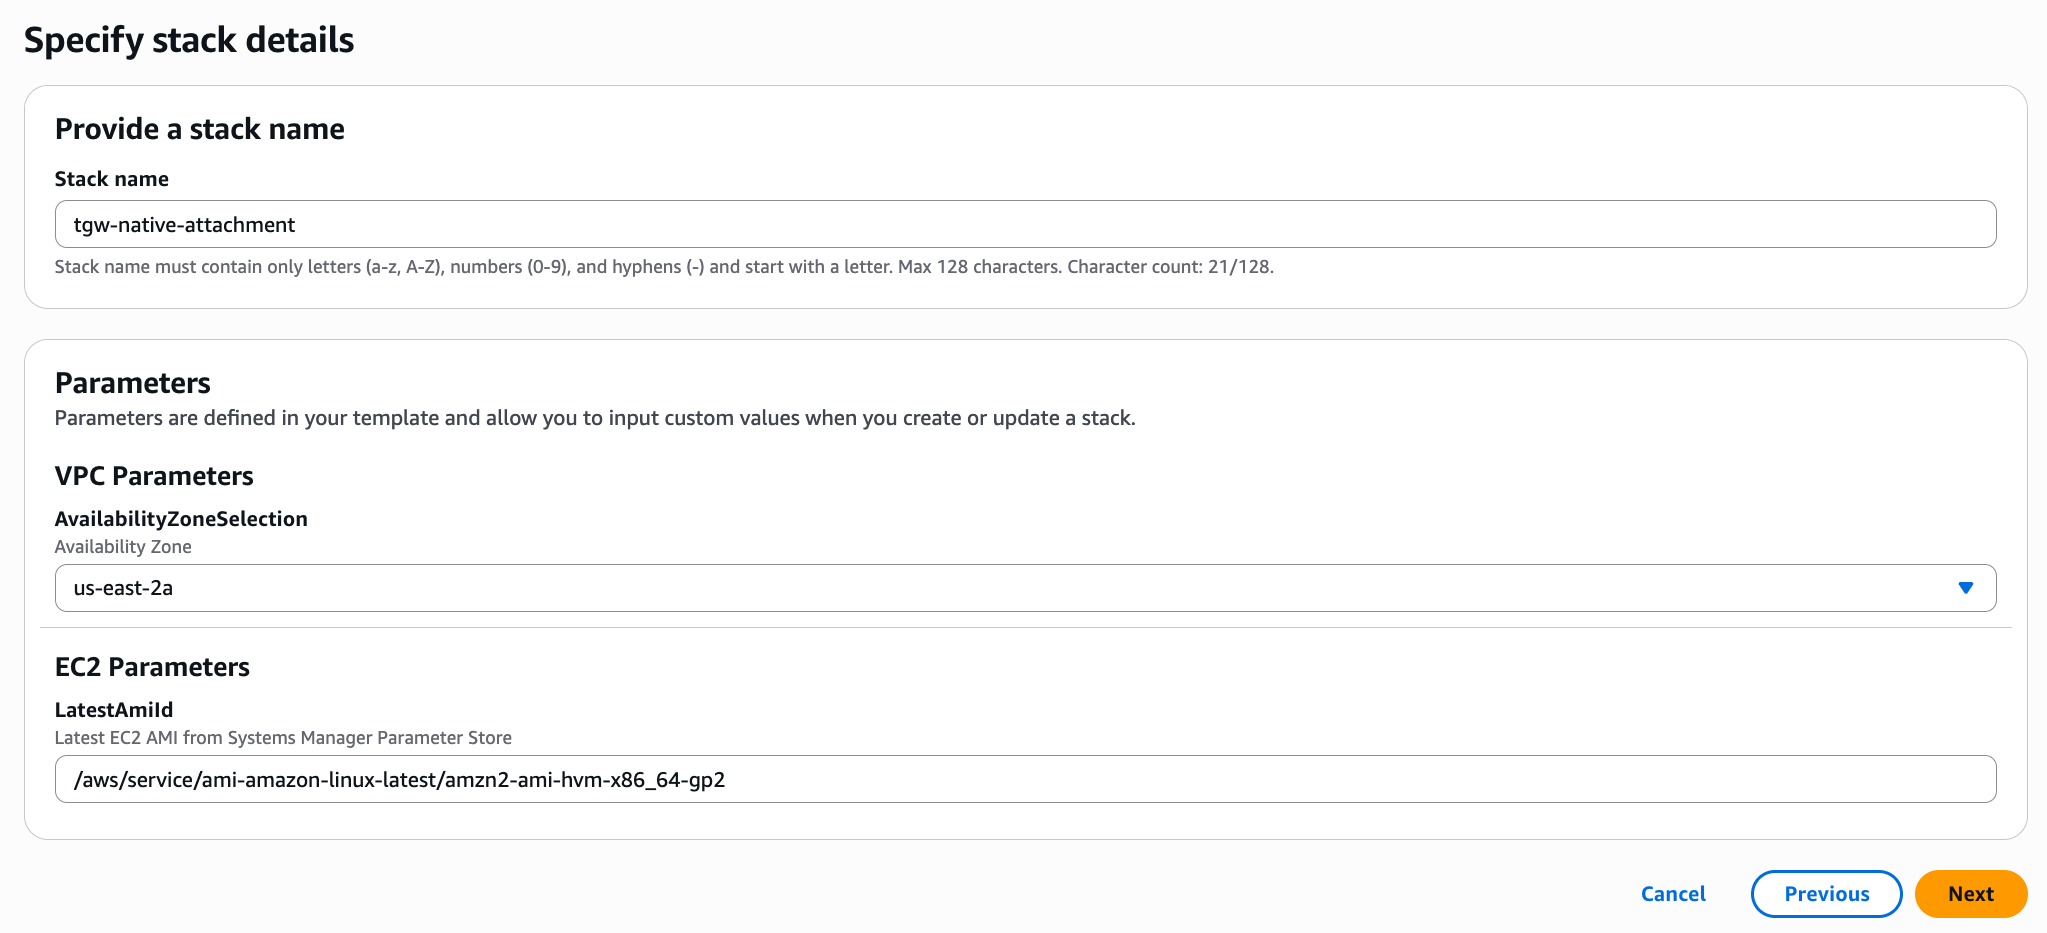 Specify stack details
Provide a stack name
Stack name
tgw-native-attachment
Stack name must contain only letters (a-z, A-Z), numbers (0-9), and hyphens (-) and start with a letter. Max 128 characters. Character count: 21/128.
Parameters
Parameters are defined in your template and allow you to input custom values when you create or update a stack.
VPC Parameters
AvailabilityZoneSelection
Availability Zone
us-east-2a
EC2 Parameters
LatestAmiId
Latest EC2 AMI from Systems Manager Parameter Store
/aws/service/ami-amazon-linux-latest/amzn2-ami-hvm-x86_64-gp2
Cancel Previous Next